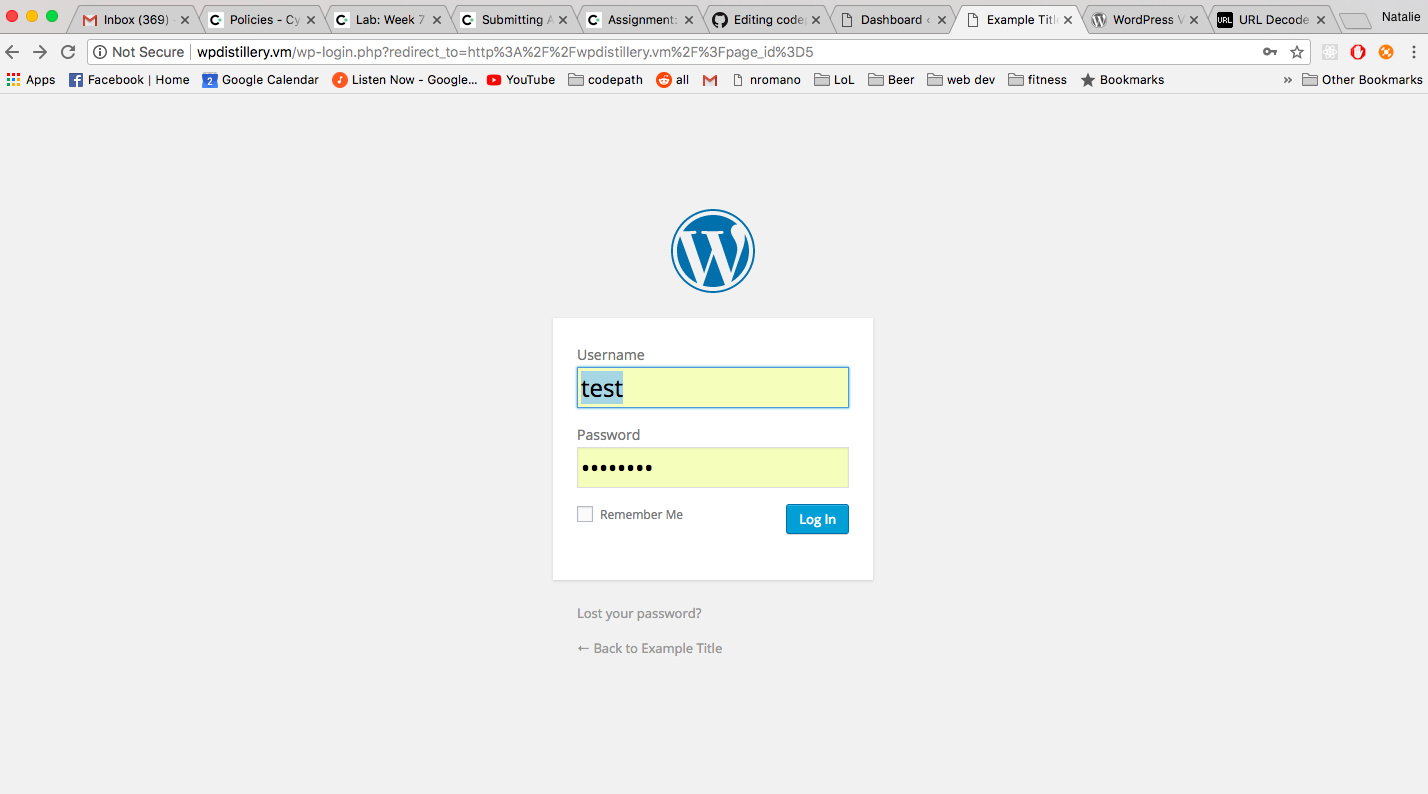 Inbox (369) Policies - Cy Lab: Week 7 Submitting A Assignment: Editing codep Dashboard ‹ Example Title WordPress V URL Decode Natalie
Not Secure wpdistillery.vm/wp-login.php?redirect_to=http%3A%2F%2Fwpdistillery.vm%2F%3Fpage_id%3D5
Apps Facebook | Home 2 Google Calendar Listen Now - Google... YouTube codepath all nromano LoL Beer web dev fitness Bookmarks » Other Bookmarks
Username
test
Password
••••••••
Remember Me Log In
Lost your password?
← Back to Example Title